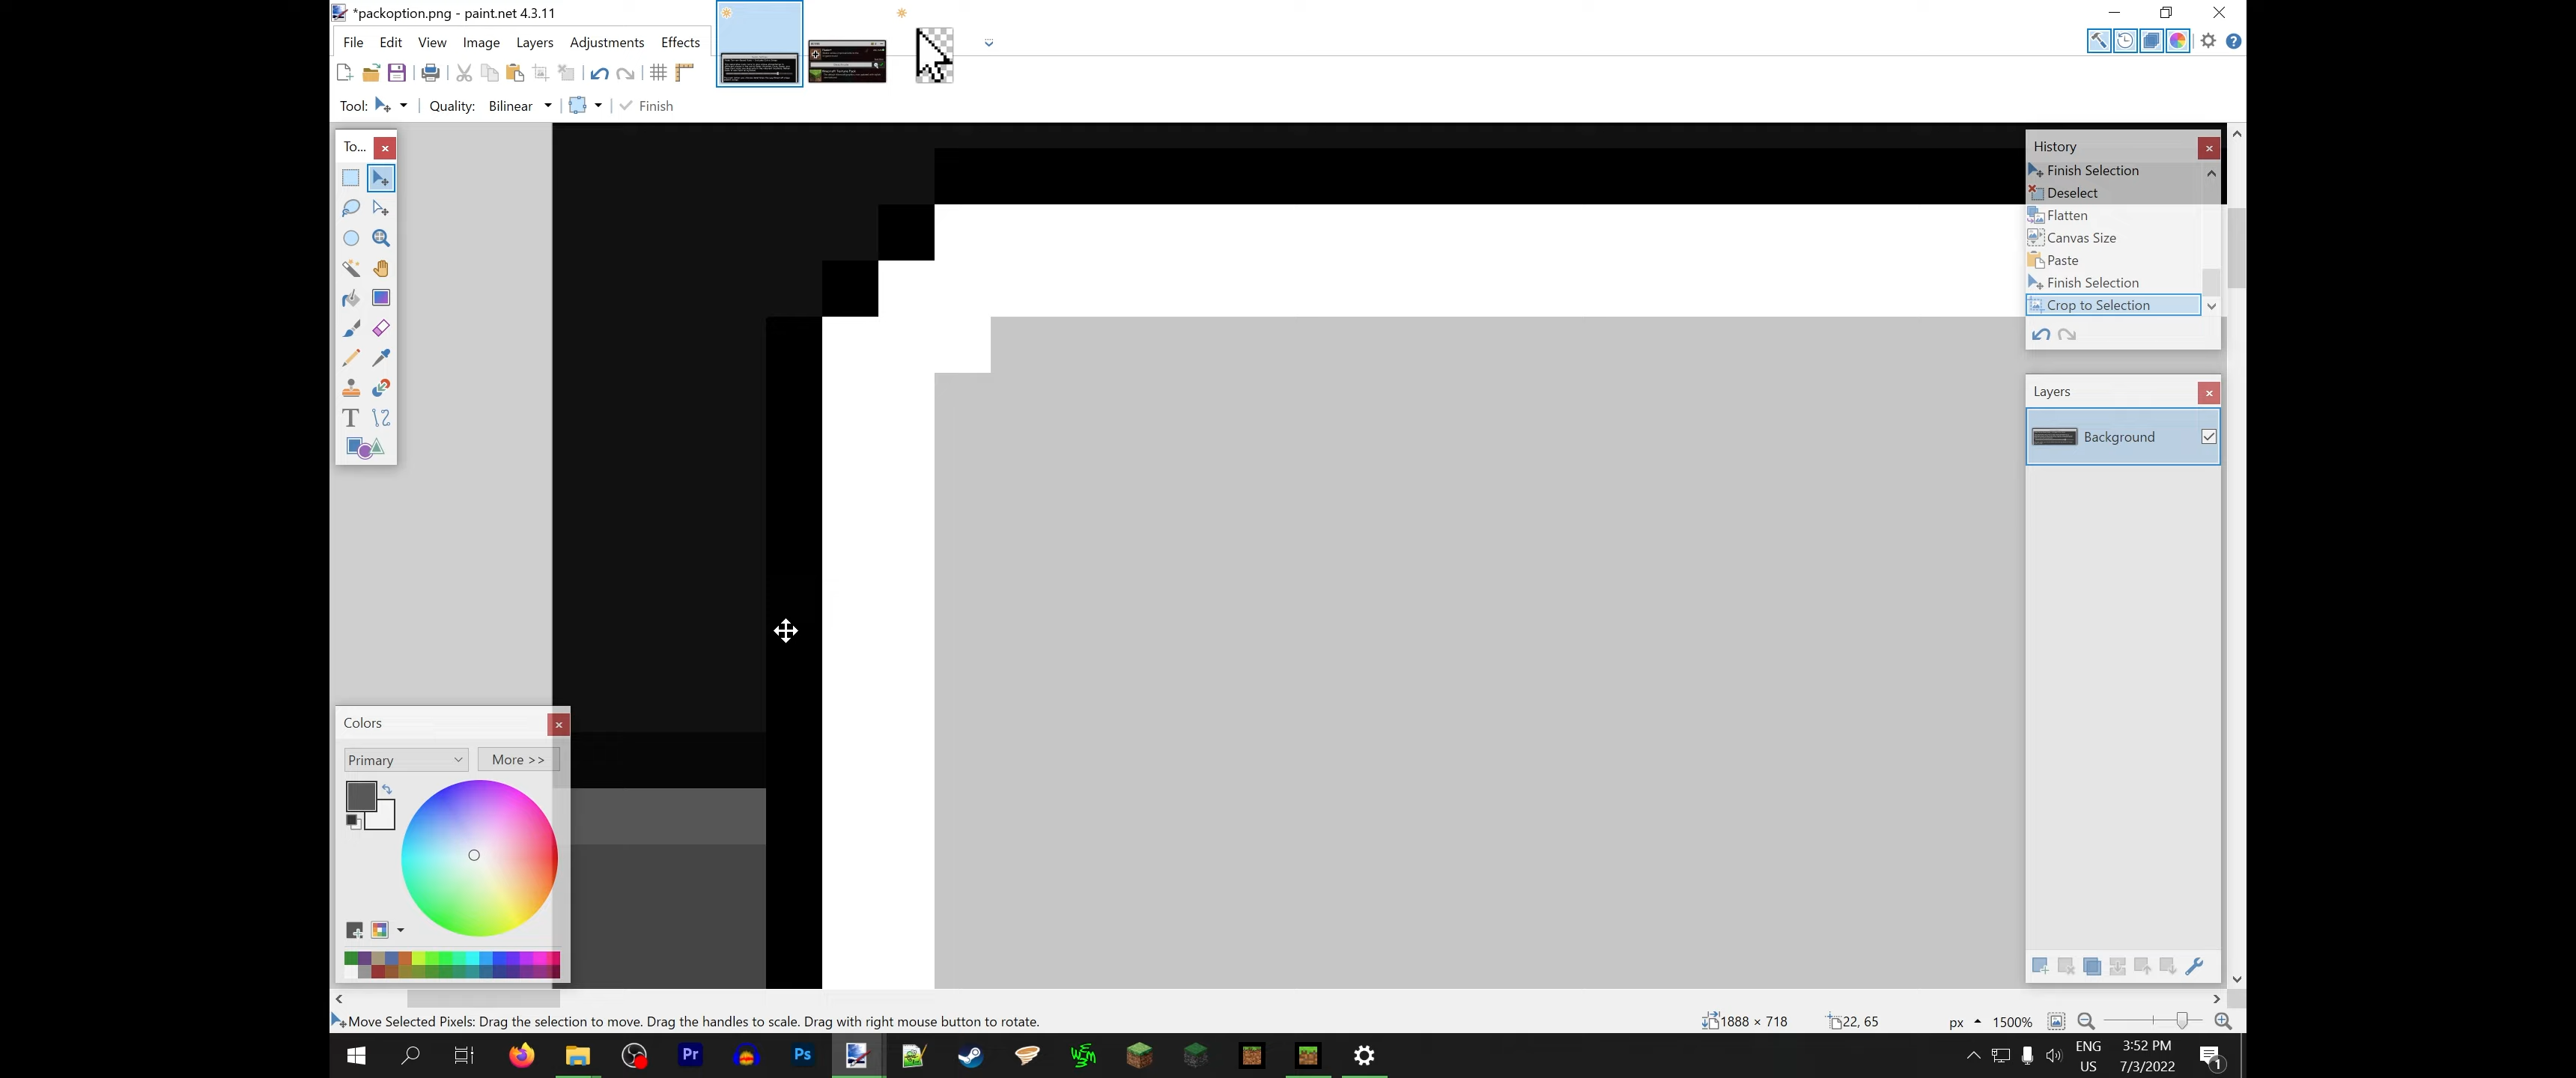 *packoption.png - paint.net 4.3.11
File Edit View Image Layers Adjustments Effects
Tool: Quality: Bilinear Finish
To...
History
Finish Selection
Deselect
Flatten
Canvas Size
Paste
Finish Selection
Crop to Selection
Layers
Background
Colors
Primary More >>
Move Selected Pixels: Drag the selection to move. Drag the handles to scale. Drag with right mouse button to rotate.
1888 × 718 22, 65 px 1500%
Pr Ps
ENG
US
3:52 PM
7/3/2022
1